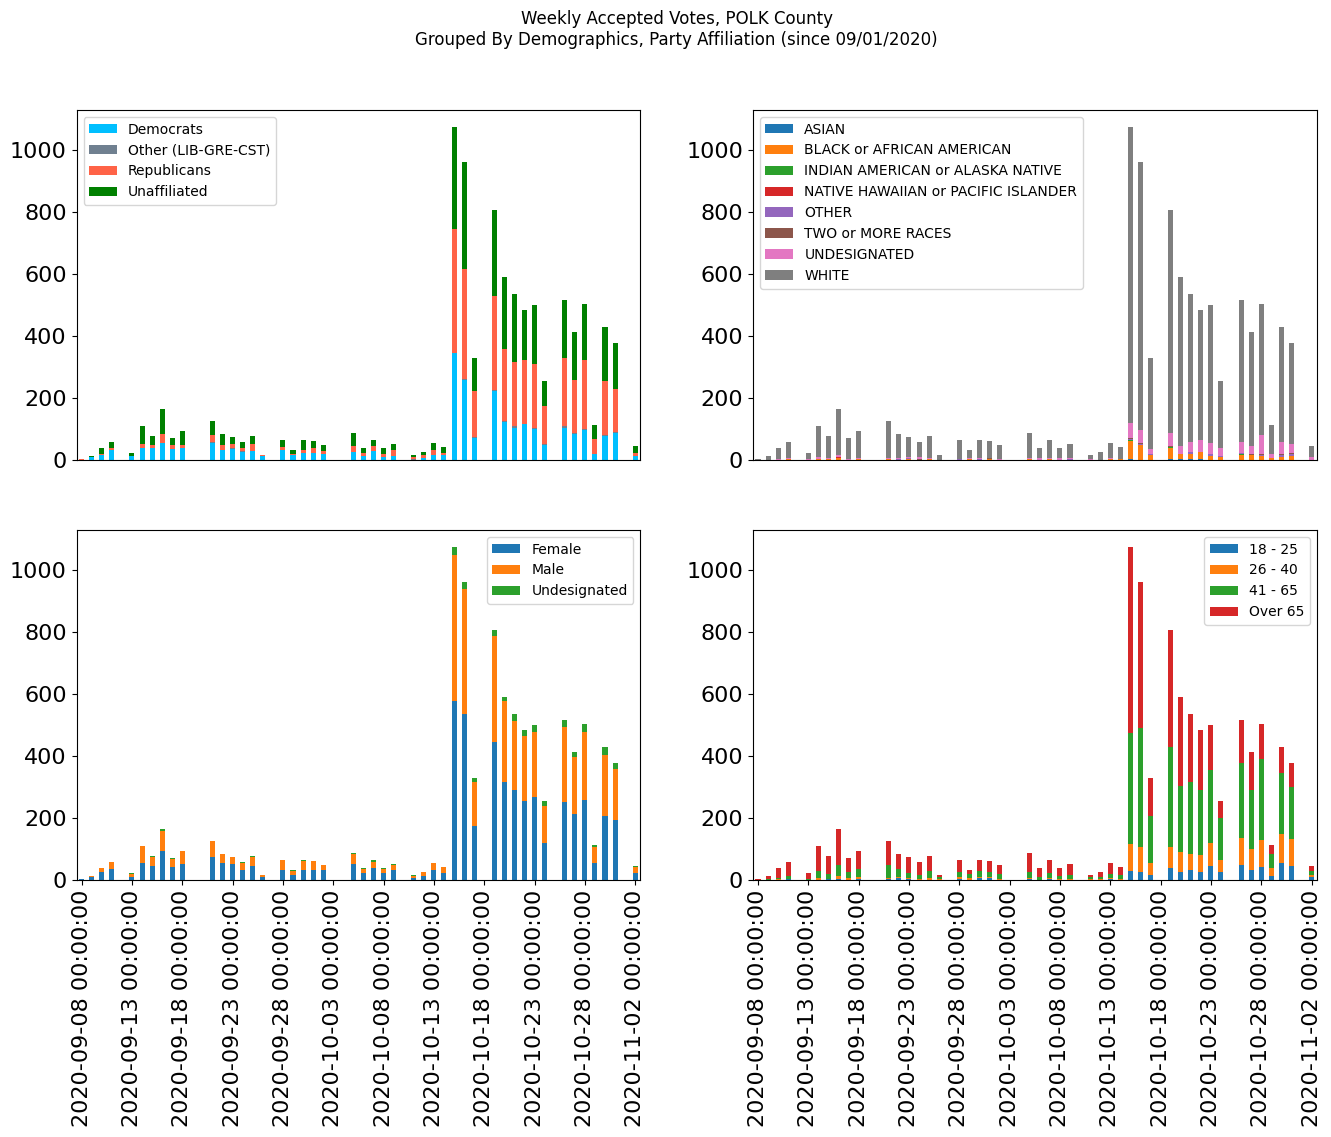 Weekly Accepted Votes, POLK County
Grouped By Demographics, Party Affiliation (since 09/01/2020)
Democrats
Other (LIB-GRE-CST)
Republicans
Unaffiliated
1000
800
600
400
200
0
ASIAN
BLACK or AFRICAN AMERICAN
INDIAN AMERICAN or ALASKA NATIVE
NATIVE HAWAIIAN or PACIFIC ISLANDER
OTHER
TWO or MORE RACES
UNDESIGNATED
WHITE
1000
800
600
400
200
0
Female
Male
Undesignated
1000
800
600
400
200
0
2020-09-08 00:00:00
2020-09-13 00:00:00
2020-09-18 00:00:00
2020-09-23 00:00:00
2020-09-28 00:00:00
2020-10-03 00:00:00
2020-10-08 00:00:00
2020-10-13 00:00:00
2020-10-18 00:00:00
2020-10-23 00:00:00
2020-10-28 00:00:00
2020-11-02 00:00:00
18 - 25
26 - 40
41 - 65
Over 65
1000
800
600
400
200
0
2020-09-08 00:00:00
2020-09-13 00:00:00
2020-09-18 00:00:00
2020-09-23 00:00:00
2020-09-28 00:00:00
2020-10-03 00:00:00
2020-10-08 00:00:00
2020-10-13 00:00:00
2020-10-18 00:00:00
2020-10-23 00:00:00
2020-10-28 00:00:00
2020-11-02 00:00:00